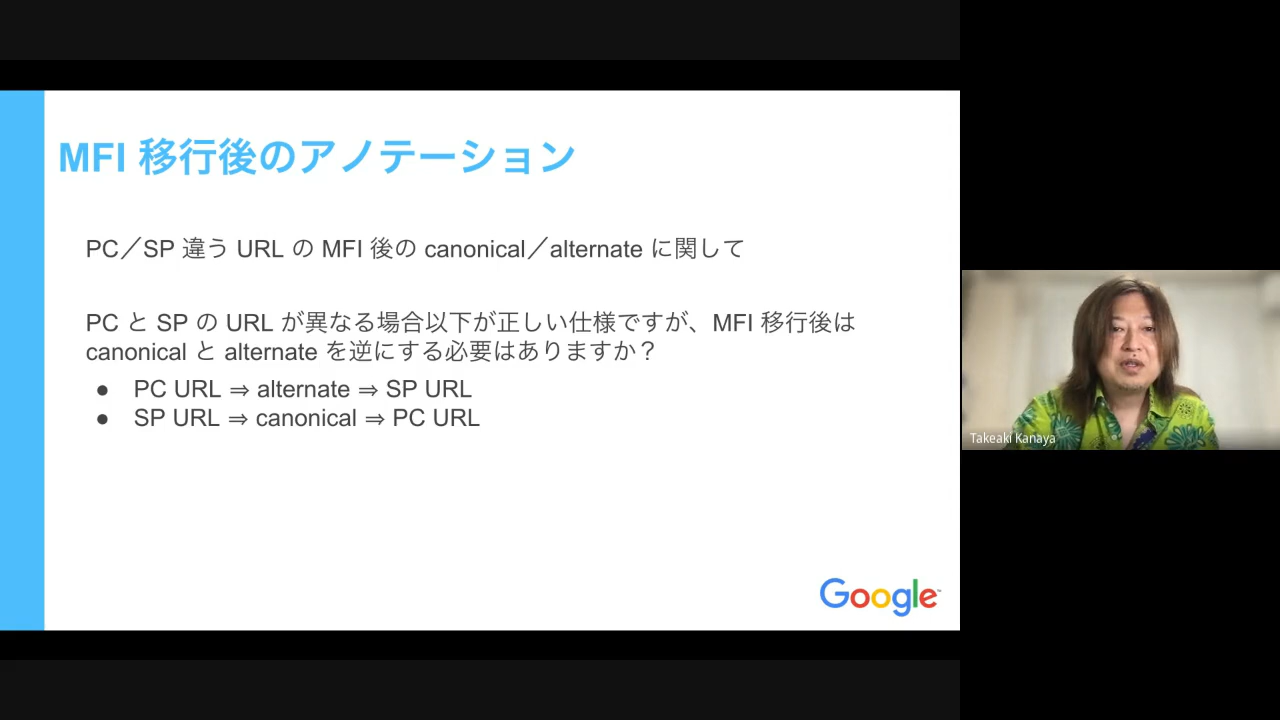 MFI 移行後のアノテーション
PC／SP 違う URL の MFI 後の canonical／alternate に関して
PC と SP の URL が異なる場合以下が正しい仕様ですが、MFI 移行後は
canonical と alternate を逆にする必要はありますか？
● PC URL ⇒ alternate ⇒ SP URL
● SP URL ⇒ canonical ⇒ PC URL
Google™
Takeaki Kanaya